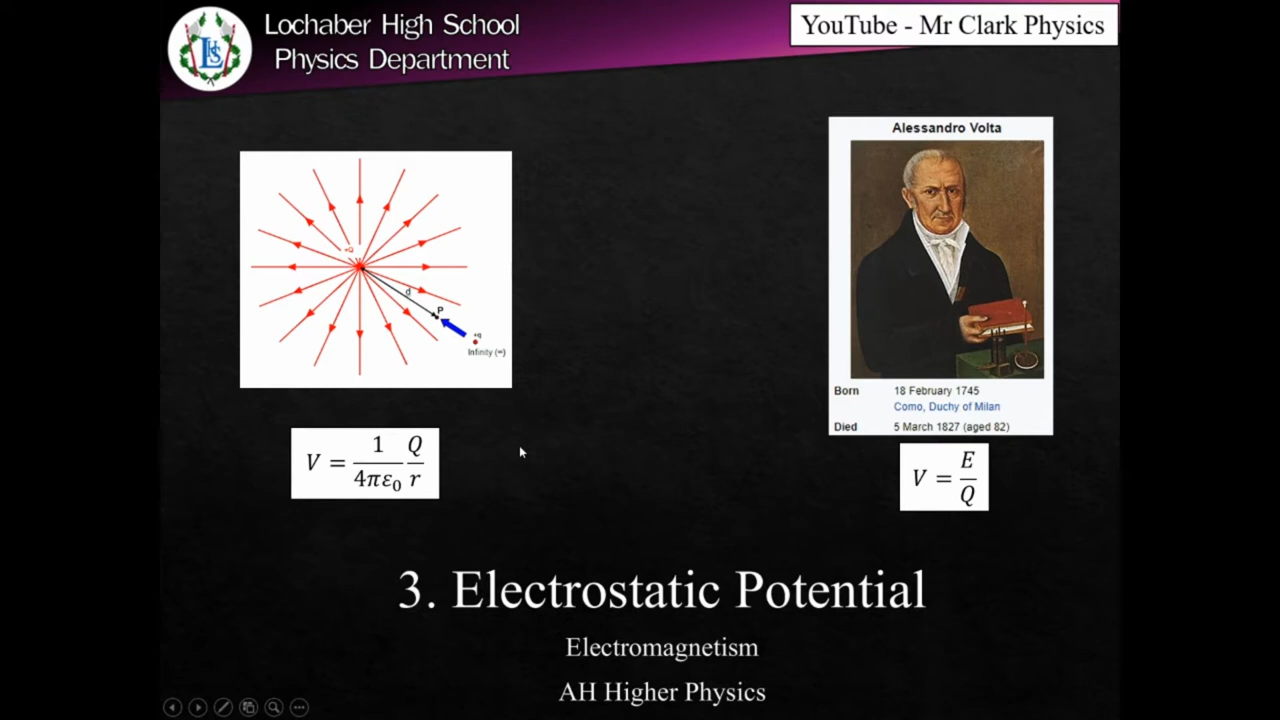 Lochaber High School
Physics Department
YouTube - Mr Clark Physics
+Q
d
P
+q
Infinity (∞)
Alessandro Volta
Born 18 February 1745
Como, Duchy of Milan
Died 5 March 1827 (aged 82)
V = 1/4πε₀ Q/r
V = E/Q
3. Electrostatic Potential
Electromagnetism
AH Higher Physics